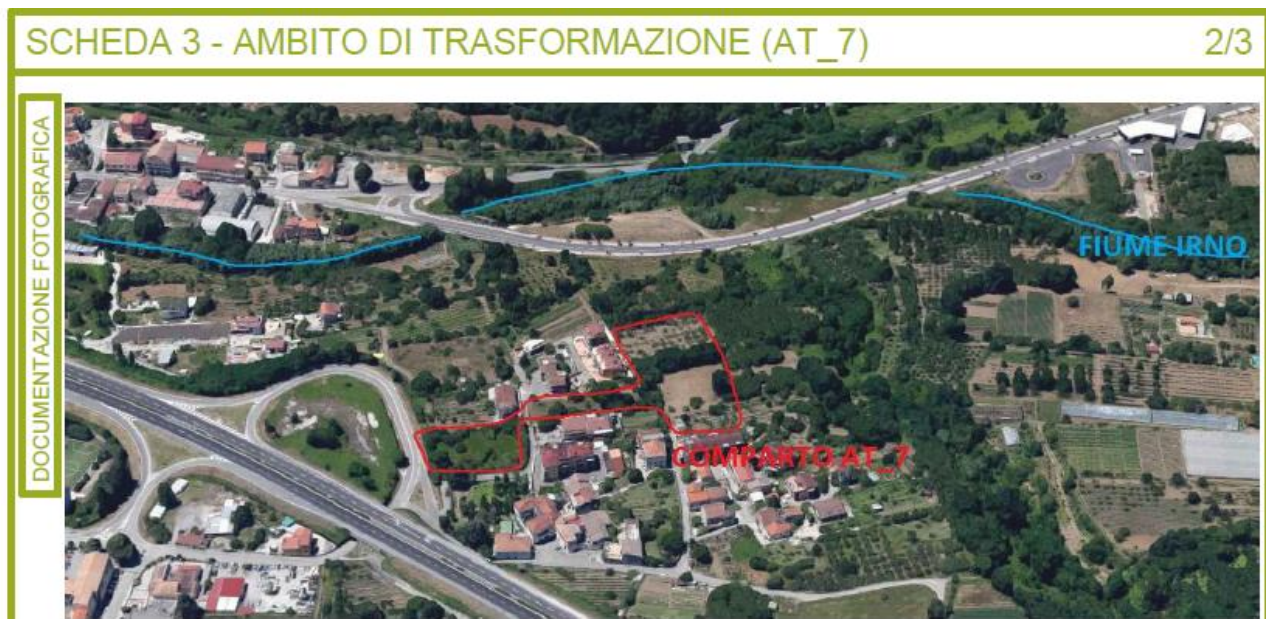 SCHEDA 3 - AMBITO DI TRASFORMAZIONE (AT_7) 2/3
DOCUMENTAZIONE FOTOGRAFICA
FIUME IRNO
COMPARTO AT_7